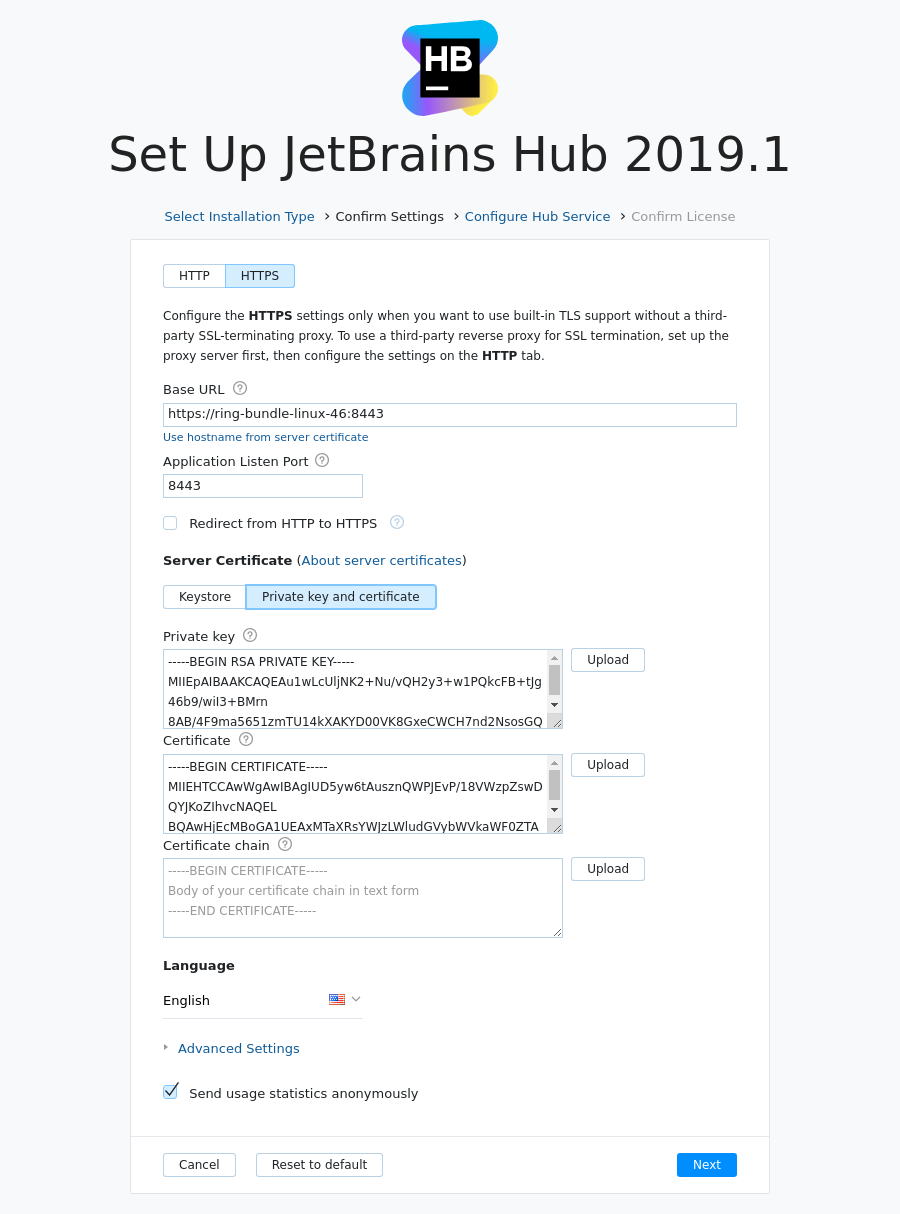 HB
Set Up JetBrains Hub 2019.1
Select Installation Type > Confirm Settings > Configure Hub Service > Confirm License
HTTP HTTPS
Configure the HTTPS settings only when you want to use built-in TLS support without a third-
party SSL-terminating proxy. To use a third-party reverse proxy for SSL termination, set up the
proxy server first, then configure the settings on the HTTP tab.
Base URL ?
https://ring-bundle-linux-46:8443
Use hostname from server certificate
Application Listen Port ?
8443
Redirect from HTTP to HTTPS ?
Server Certificate (About server certificates)
Keystore Private key and certificate
Private key ?
-----BEGIN RSA PRIVATE KEY-----
MIIEpAIBAAKCAQEAu1wLcUljNK2+Nu/vQH2y3+w1PQkcFB+tJg
46b9/wiI3+BMrn
8AB/4F9ma5651zmTU14kXAKYD00VK8GxeCWCH7nd2NsosGQ
Upload
Certificate ?
-----BEGIN CERTIFICATE-----
MIIEHTCCAwWgAwIBAgIUD5yw6tAusznQWPJEvP/18VWzpZswD
QYJKoZIhvcNAQEL
BQAwHjEcMBoGA1UEAxMTaXRsYWJzLWludGVybWVkaWF0ZTA
Upload
Certificate chain ?
-----BEGIN CERTIFICATE-----
Body of your certificate chain in text form
-----END CERTIFICATE-----
Upload
Language
English
Advanced Settings
Send usage statistics anonymously
Cancel Reset to default Next